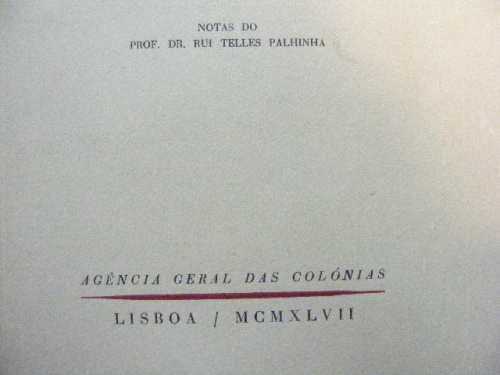 NOTAS DO
PROF. DR. RUI TELLES PALHINHA
AGÊNCIA GERAL DAS COLÓNIAS
LISBOA / MCMXLVII